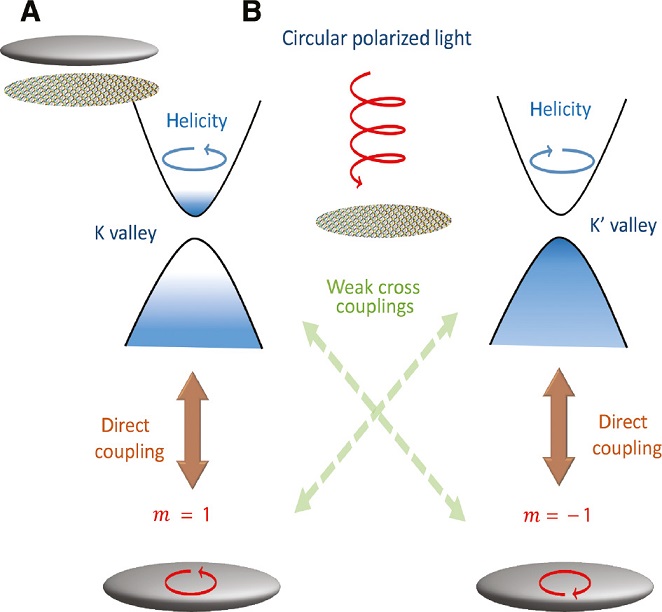 A
B
Circular polarized light
Helicity
Helicity
K valley
K’ valley
Weak cross
couplings
Direct
coupling
Direct
coupling
m = 1
m = −1